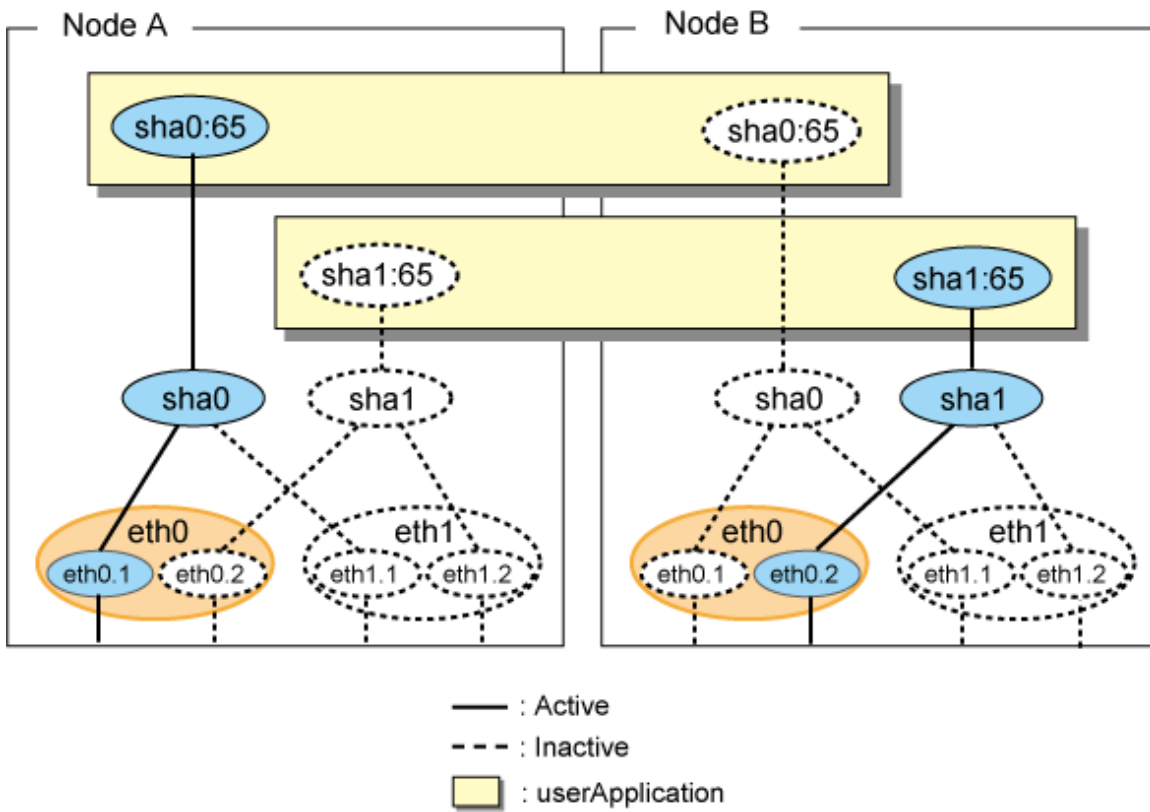 Node A
Node B
sha0:65
sha0:65
sha1:65
sha1:65
sha0
sha1
sha0
sha1
eth0
eth1
eth0
eth1
eth0.1
eth0.2
eth1.1
eth1.2
eth0.1
eth0.2
eth1.1
eth1.2
: Active
: Inactive
: userApplication